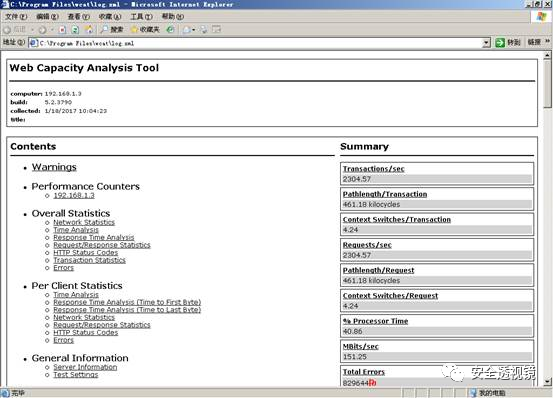 C:\Program Files\wcat\log.xml - Microsoft Internet Explorer
文件(F) 编辑(E) 查看(V) 收藏(A) 工具(T) 帮助(H)
后退 搜索 收藏夹
地址(D) C:\Program Files\wcat\log.xml 转到 链接 »
Web Capacity Analysis Tool
computer: 192.168.1.3
build: 5.2.3790
collected: 1/18/2017 10:04:23
title:
Contents
Warnings
Performance Counters
192.168.1.3
Overall Statistics
Network Statistics
Time Analysis
Response Time Analysis
Request/Response Statistics
HTTP Status Codes
Transaction Statistics
Errors
Per Client Statistics
Time Analysis
Response Time Analysis (Time to First Byte)
Response Time Analysis (Time to Last Byte)
Network Statistics
Request/Response Statistics
HTTP Status Codes
Errors
General Information
Server Information
Test Settings
Summary
Transactions/sec
2304.57
Pathlength/Transaction
461.18 kilocycles
Context Switches/Transaction
4.24
Requests/sec
2304.57
Pathlength/Request
461.18 kilocycles
Context Switches/Request
4.24
% Processor Time
40.86
MBits/sec
151.25
Total Errors
829644
安全透视镜
完毕 我的电脑